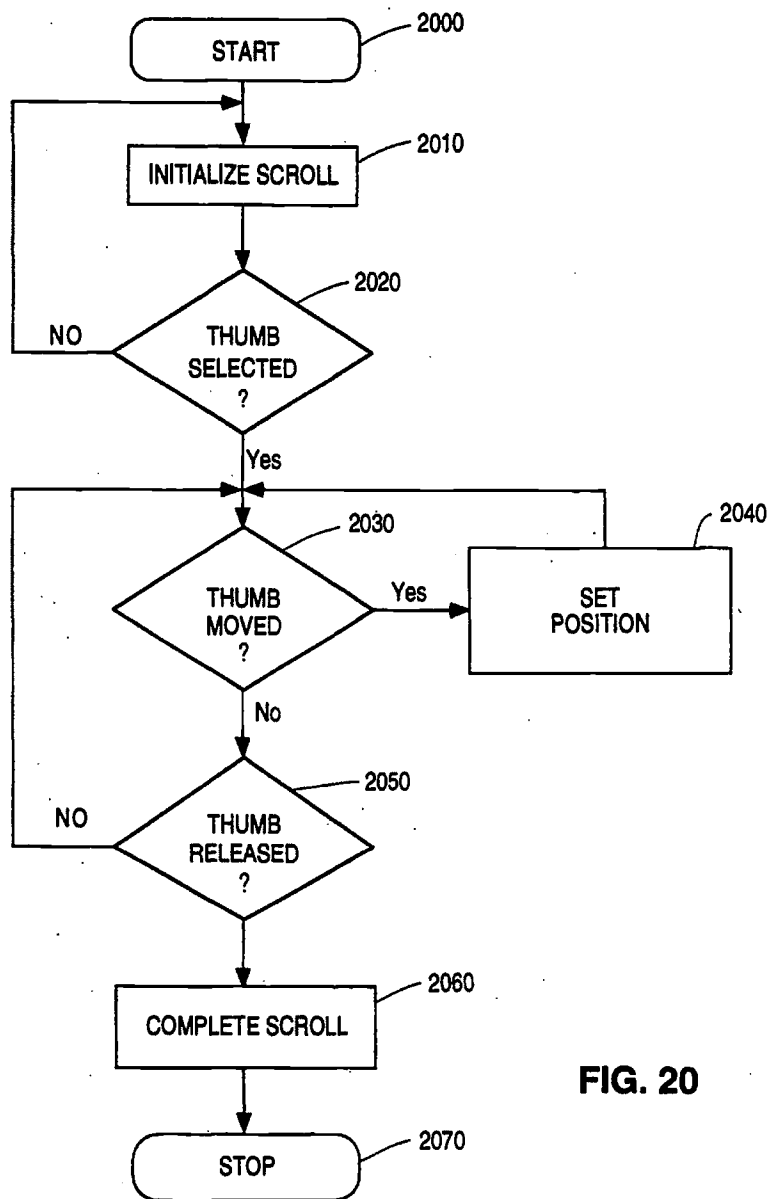 2000
START
2010
INITIALIZE SCROLL
2020
NO
THUMB
SELECTED
?
Yes
2030
2040
THUMB
MOVED
?
Yes
SET
POSITION
No
2050
NO
THUMB
RELEASED
?
2060
COMPLETE SCROLL
FIG. 20
2070
STOP